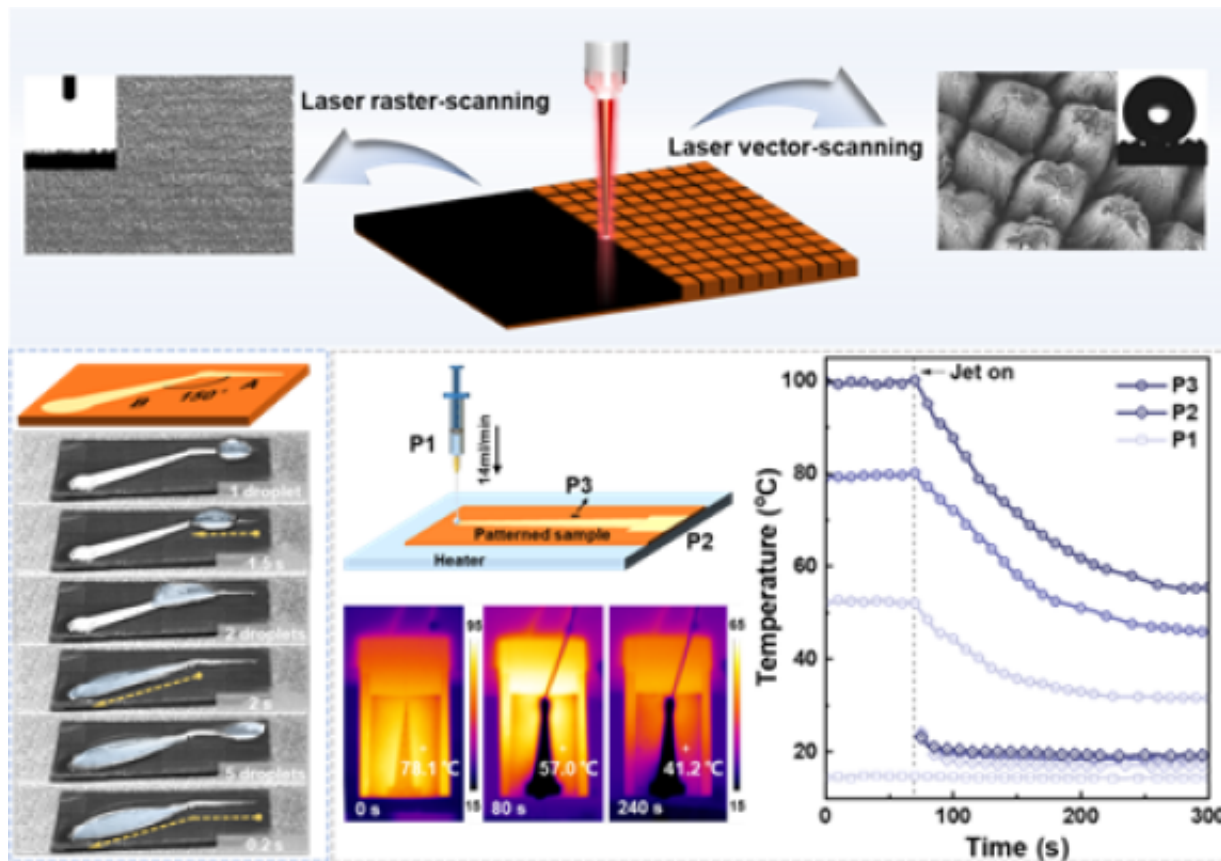 Laser raster-scanning
Laser vector-scanning
A
B
150°
1 droplet
1.5 s
2 droplets
2 s
5 droplets
0.2 s
P1
14ml/min
P3
Patterned sample
P2
Heater
95
65
78.1 °C
57.0 °C
41.2 °C
0 s
80 s
240 s
15
15
Jet on
P3
P2
P1
100
80
60
40
20
Temperature (°C)
0
100
200
300
Time (s)